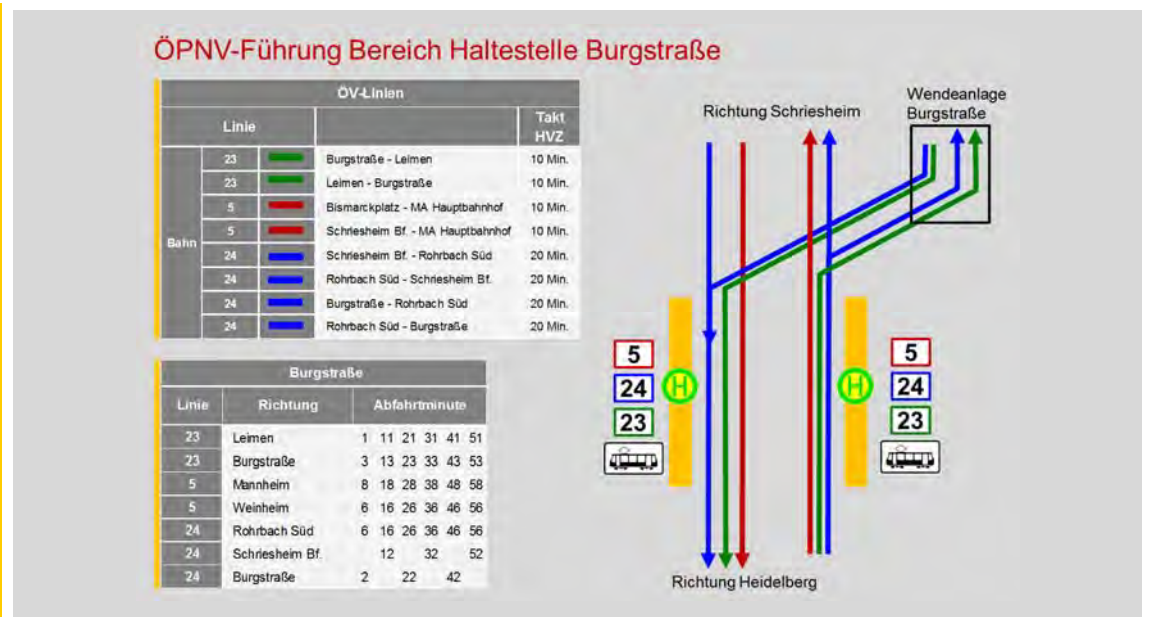 ÖPNV-Führung Bereich Haltestelle Burgstraße
ÖV-Linien
Linie Takt HVZ
Bahn
23 Burgstraße - Leimen 10 Min.
23 Leimen - Burgstraße 10 Min.
5 Bismarckplatz - MA Hauptbahnhof 10 Min.
5 Schriesheim Bf. - MA Hauptbahnhof 10 Min.
24 Schriesheim Bf. - Rohrbach Süd 20 Min.
24 Rohrbach Süd - Schriesheim Bf. 20 Min.
24 Burgstraße - Rohrbach Süd 20 Min.
24 Rohrbach Süd - Burgstraße 20 Min.
Burgstraße
Linie Richtung Abfahrtminute
23 Leimen 1 11 21 31 41 51
23 Burgstraße 3 13 23 33 43 53
5 Mannheim 8 18 28 38 48 58
5 Weinheim 6 16 26 36 46 56
24 Rohrbach Süd 6 16 26 36 46 56
24 Schriesheim Bf. 12 32 52
24 Burgstraße 2 22 42
Richtung Schriesheim
Wendeanlage
Burgstraße
5
24
23
H
H
5
24
23
Richtung Heidelberg